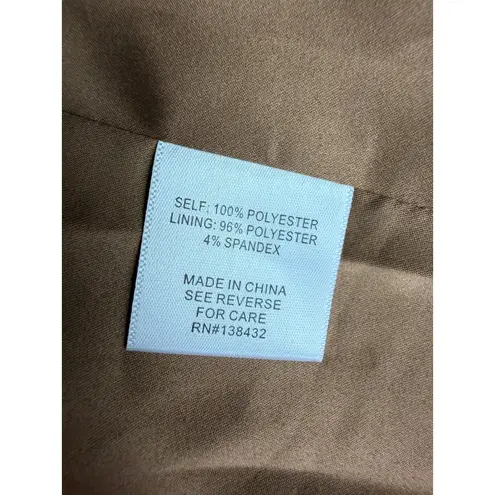 SELF: 100% POLYESTER
LINING: 96% POLYESTER
4% SPANDEX
MADE IN CHINA
SEE REVERSE
FOR CARE
RN#138432